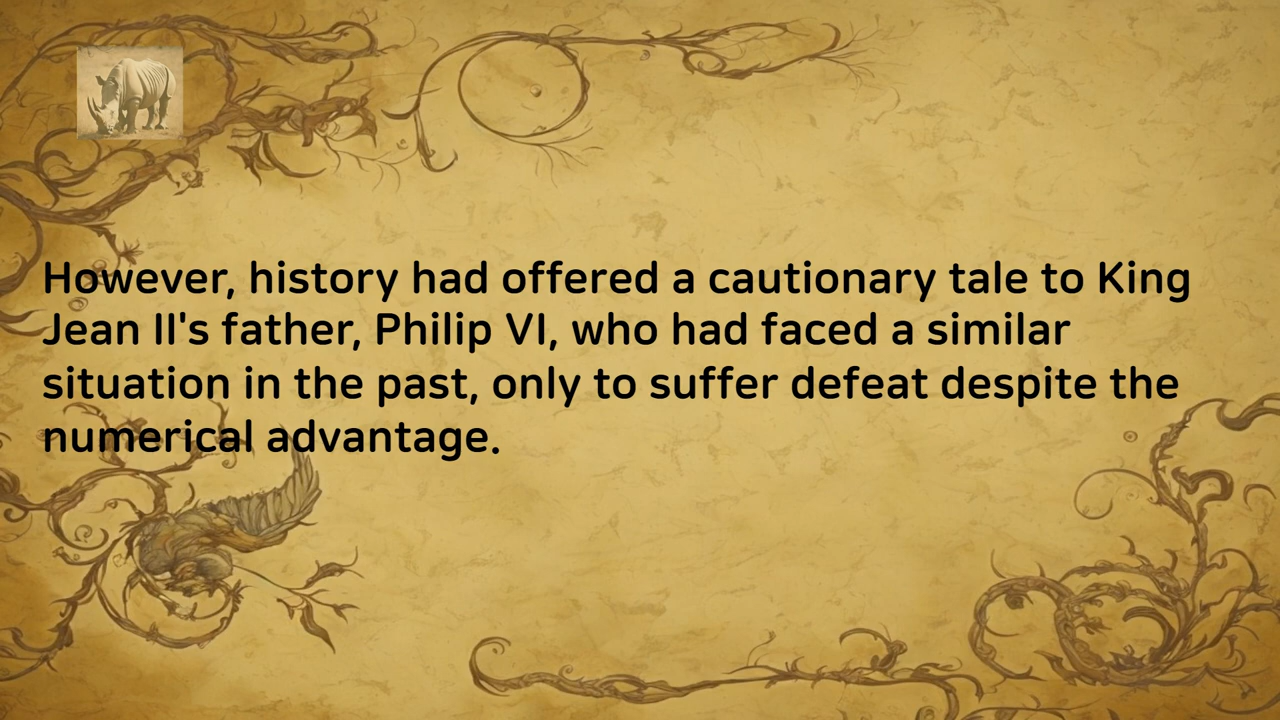 However, history had offered a cautionary tale to King
Jean II's father, Philip VI, who had faced a similar
situation in the past, only to suffer defeat despite the
numerical advantage.